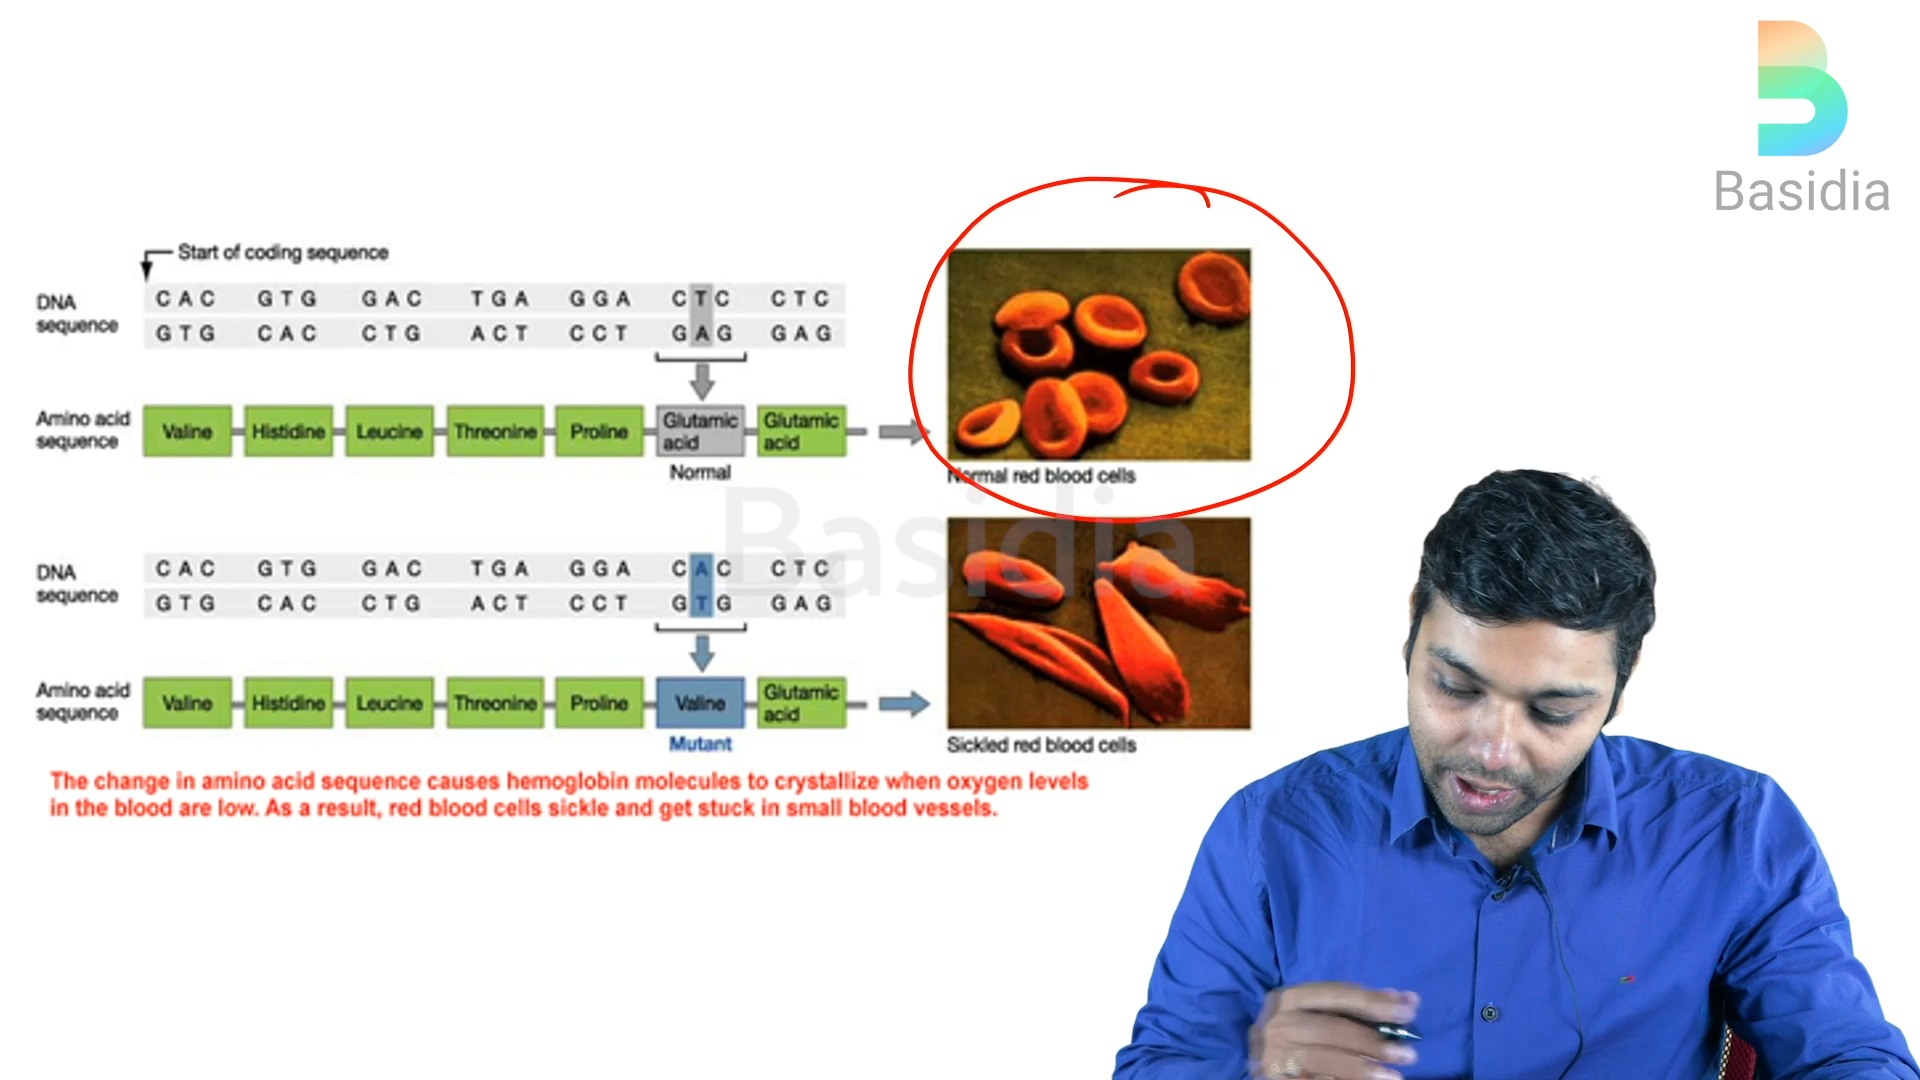 Basidia
Start of coding sequence
DNA
sequence
C A C G T G G A C T G A G G A C T C C T C
G T G C A C C T G A C T C C T G A G G A G
Amino acid
sequence
Valine Histidine Leucine Threonine Proline Glutamic
acid Glutamic
acid
Normal
Normal red blood cells
Basidia
DNA
sequence
C A C G T G G A C T G A G G A C A C C T C
G T G C A C C T G A C T C C T G T G G A G
Amino acid
sequence
Valine Histidine Leucine Threonine Proline Valine Glutamic
acid
Mutant
Sickled red blood cells
The change in amino acid sequence causes hemoglobin molecules to crystallize when oxygen levels
in the blood are low. As a result, red blood cells sickle and get stuck in small blood vessels.